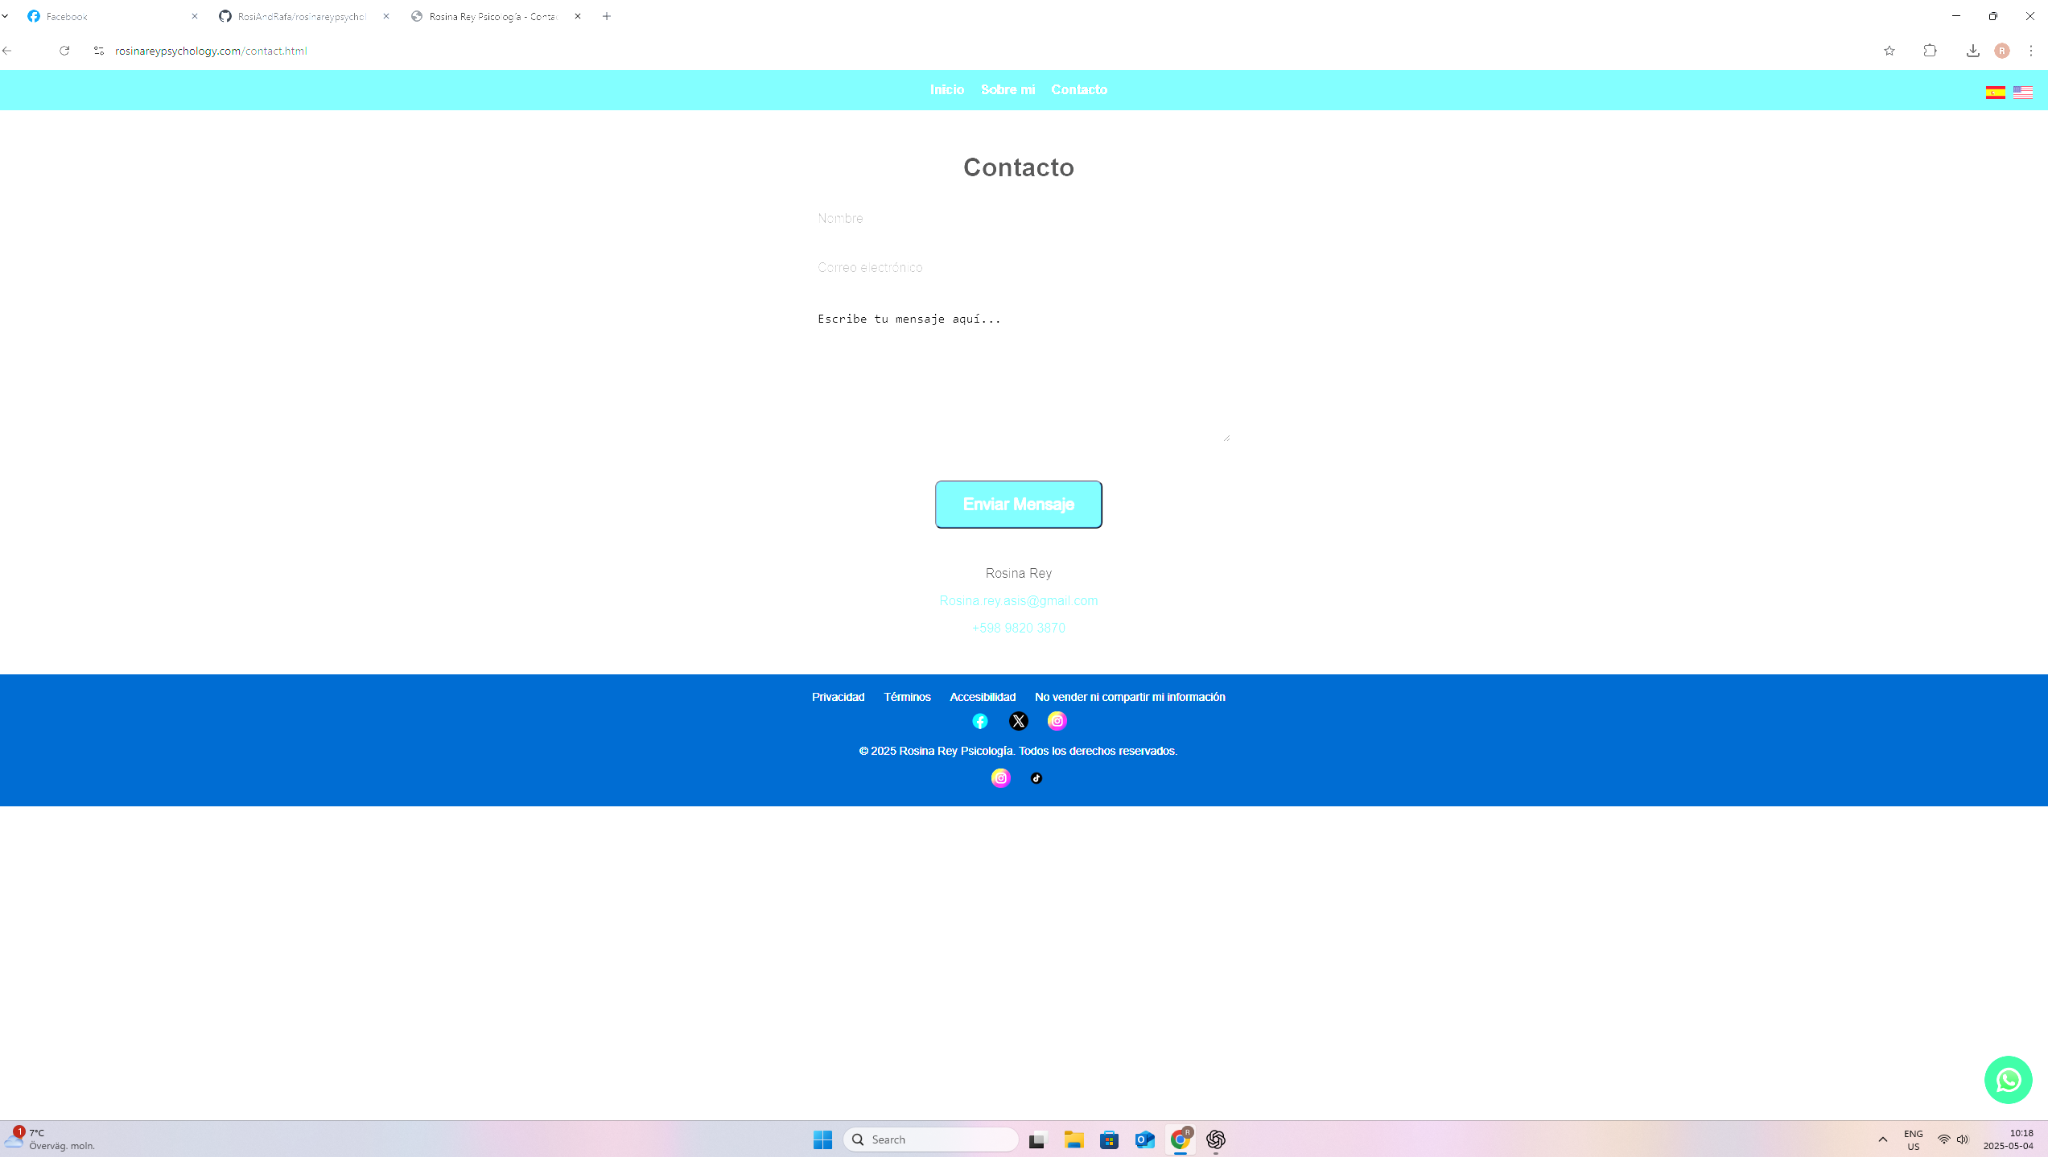 Facebook
RosiAndRafa/rosinareypsychol
Rosina Rey Psicología - Conta
rosinareypsychology.com/contact.html
R
Inicio Sobre mi Contacto
Contacto
Nombre
Correo electrónico
Escribe tu mensaje aquí...
Enviar Mensaje
Rosina Rey
Rosina.rey.asis@gmail.com
+598 9820 3870
Privacidad Términos Accesibilidad No vender ni compartir mi información
© 2025 Rosina Rey Psicología. Todos los derechos reservados.
1
7°C
Överväg. moln.
Search
R
ENG
US
10:18
2025-05-04